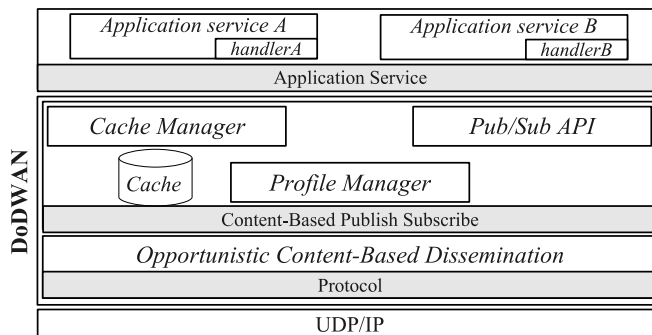 Application service A
Application service B
handlerA
handlerB
Application Service
DoDWAN
Cache Manager
Pub/Sub API
Cache
Profile Manager
Content-Based Publish Subscribe
Opportunistic Content-Based Dissemination
Protocol
UDP/IP